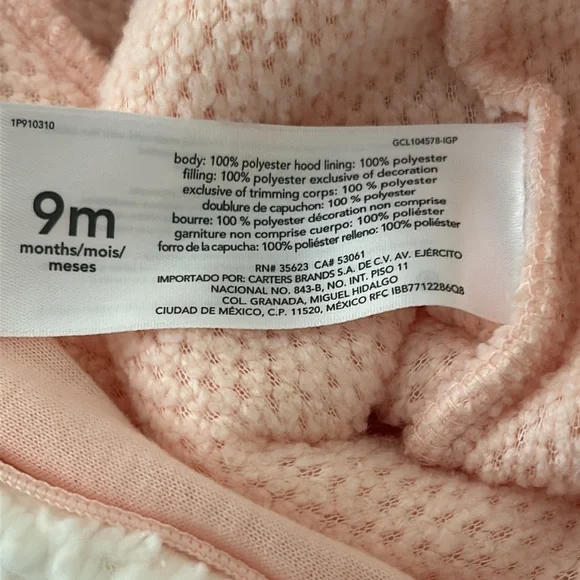 1P910310
GCL104578-IGP
9m
months/mois/
meses
body: 100% polyester hood lining: 100% polyester
filling: 100% polyester exclusive of decoration
exclusive of trimming corps: 100 % polyester
doublure de capuchon: 100 % polyester
bourre: 100 % polyester décoration non comprise
garniture non comprise cuerpo: 100% poliéster
forro de la capucha: 100% poliéster relleno: 100% poliéster
RN# 35623 CA# 53061
IMPORTADO POR: CARTERS BRANDS S.A. DE C.V. AV. EJÉRCITO
NACIONAL NO. 843-B, NO. INT. PISO 11
COL. GRANADA, MIGUEL HIDALGO
CIUDAD DE MÉXICO, C.P. 11520, MÉXICO RFC IBB7712286Q8